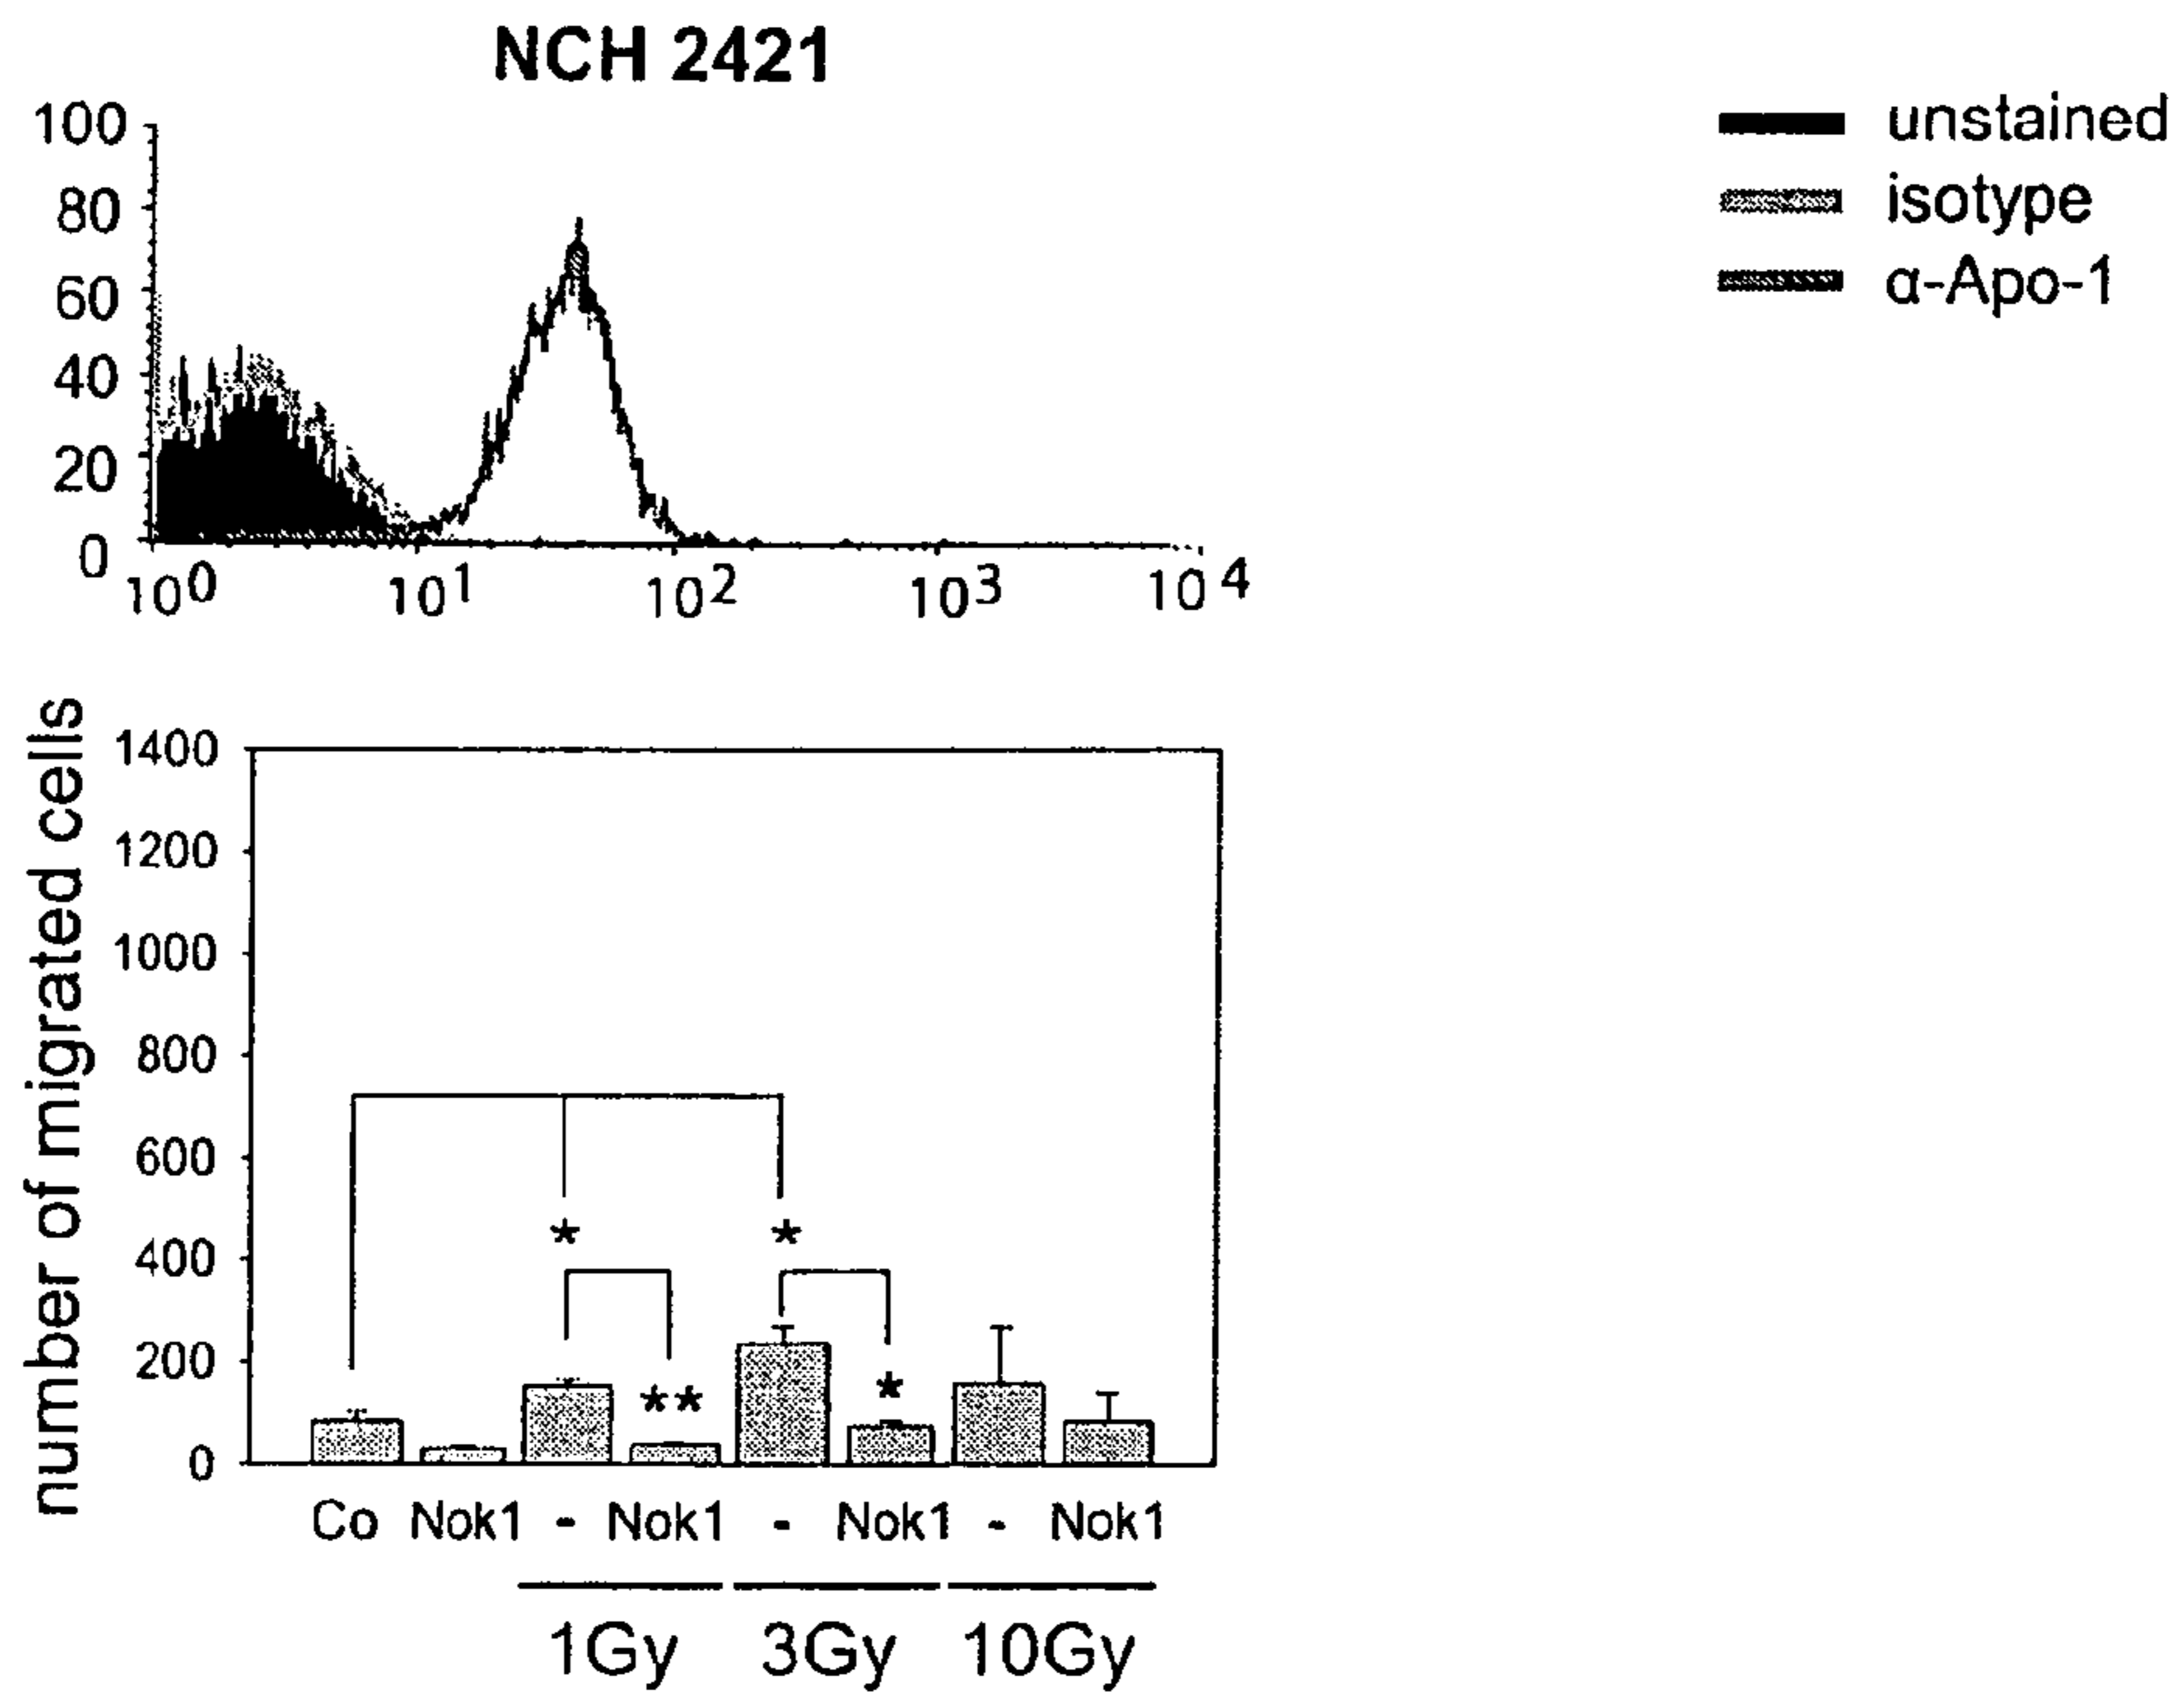 NCH 2421
100
80
60
40
20
0
10^0 10^1 10^2 10^3 10^4
unstained
isotype
α-Apo-1
number of migrated cells
1400
1200
1000
800
600
400
200
0
* *
** *
Co Nok1 - Nok1 - Nok1 - Nok1
1Gy 3Gy 10Gy